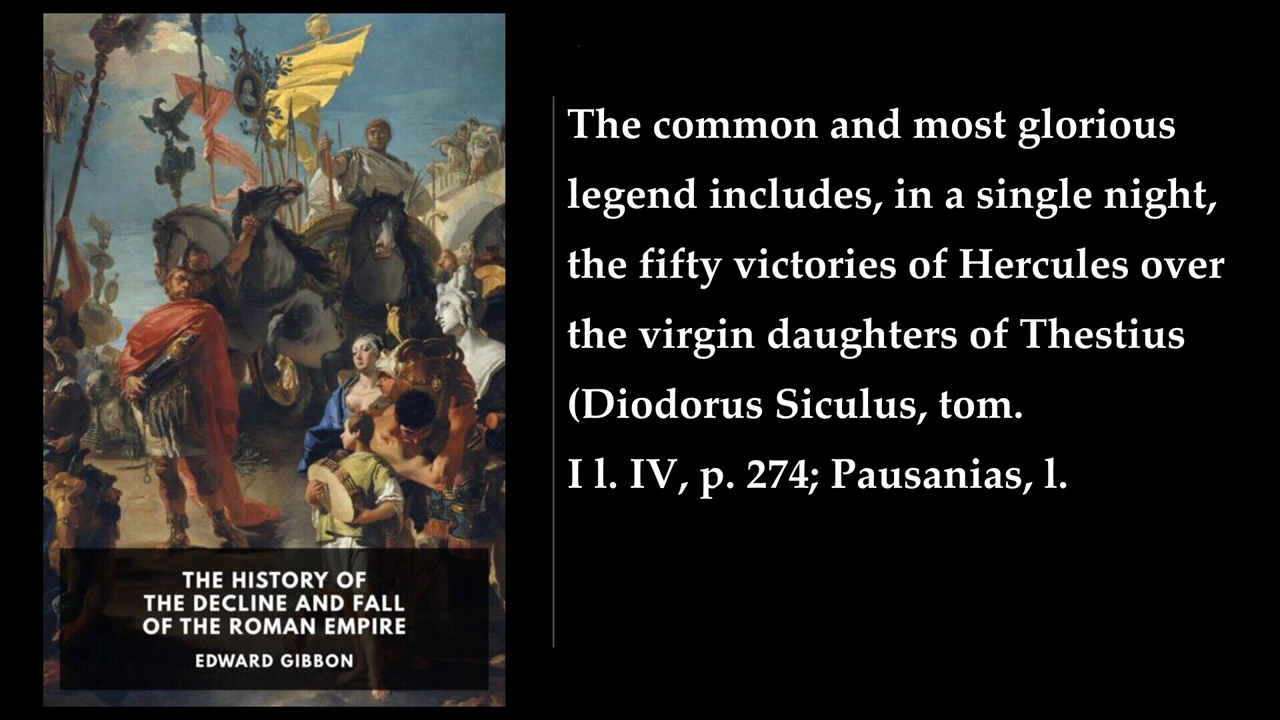 The common and most glorious
legend includes, in a single night,
the fifty victories of Hercules over
the virgin daughters of Thestius
(Diodorus Siculus, tom.
I l. IV, p. 274; Pausanias, l.
THE HISTORY OF
THE DECLINE AND FALL
OF THE ROMAN EMPIRE
EDWARD GIBBON